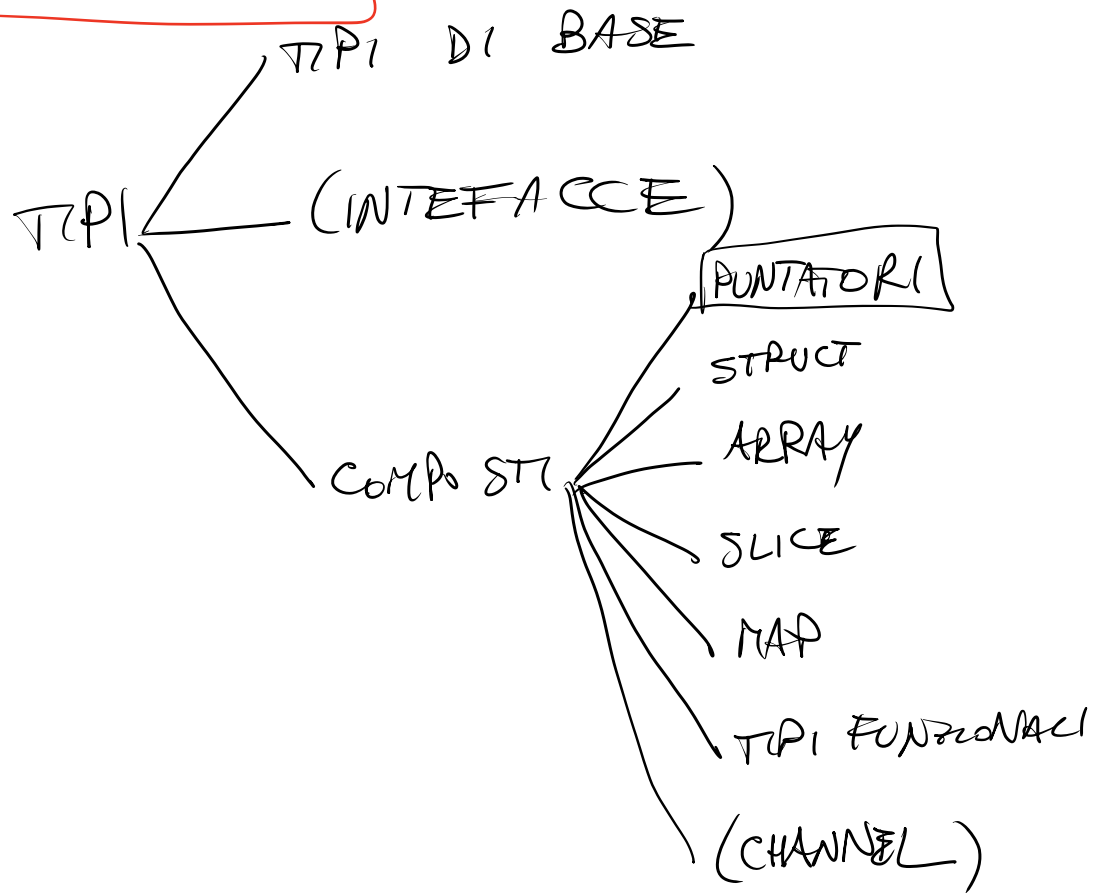 TIPI DI BASE
TIPI
(INTEFACCE)
PUNTATORI
STRUCT
ARRAY
COMPOSTI
SLICE
MAP
TIPI FUNZIONALI
(CHANNEL)